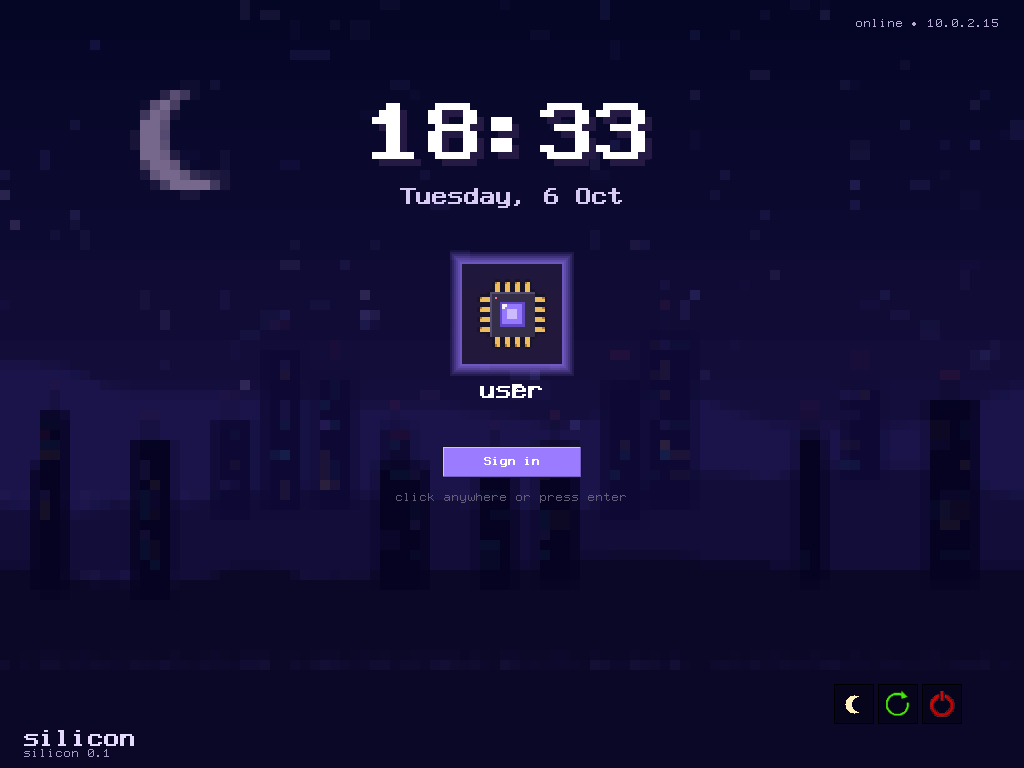 online • 10.0.2.15
18:33
Tuesday, 6 Oct
user
Sign in
click anywhere or press enter
silicon
silicon 0.1